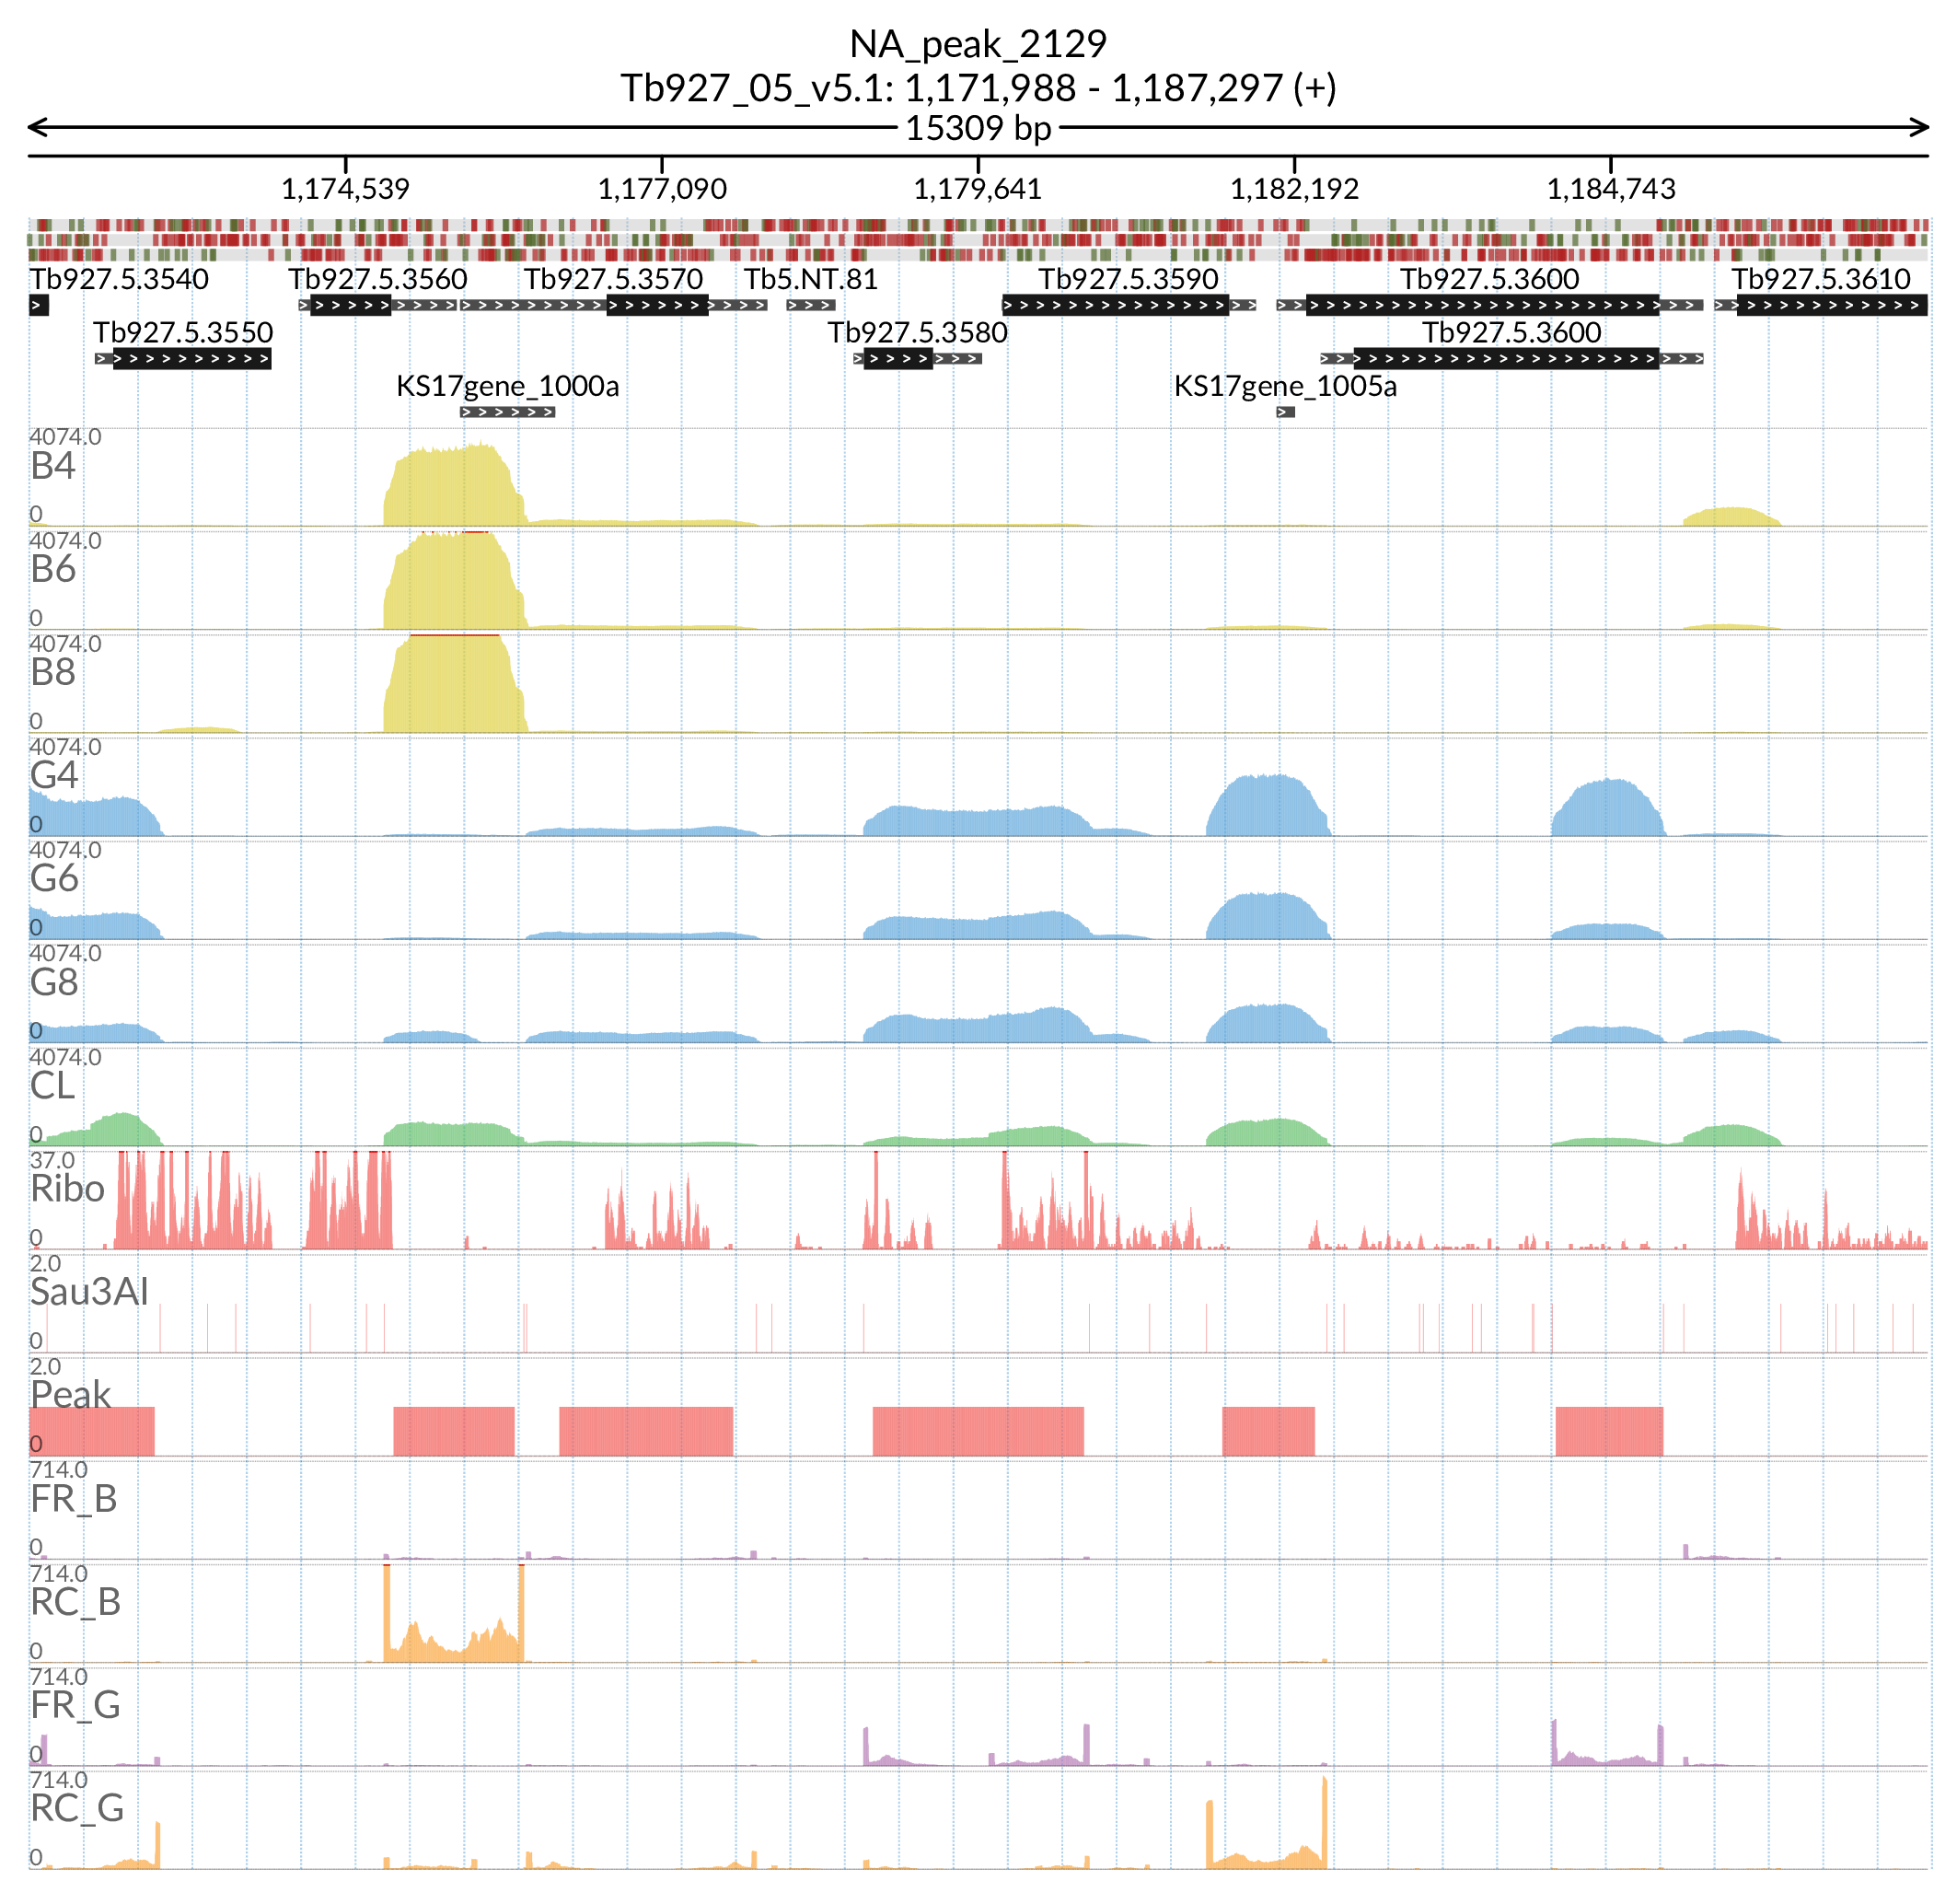 NA_peak_2129
Tb927_05_v5.1: 1,171,988 - 1,187,297 (+)
15309 bp
1,174,539 1,177,090 1,179,641 1,182,192 1,184,743
Tb927.5.3540 Tb927.5.3560 Tb927.5.3570 Tb5.NT.81 Tb927.5.3590 Tb927.5.3600 Tb927.5.3610
Tb927.5.3550 Tb927.5.3580 Tb927.5.3600
KS17gene_1000a KS17gene_1005a
4074.0
B4
0
4074.0
B6
0
4074.0
B8
0
4074.0
G4
0
4074.0
G6
0
4074.0
G8
0
4074.0
CL
0
37.0
Ribo
0
2.0
Sau3AI
0
2.0
Peak
0
714.0
FR_B
0
714.0
RC_B
0
714.0
FR_G
0
714.0
RC_G
0